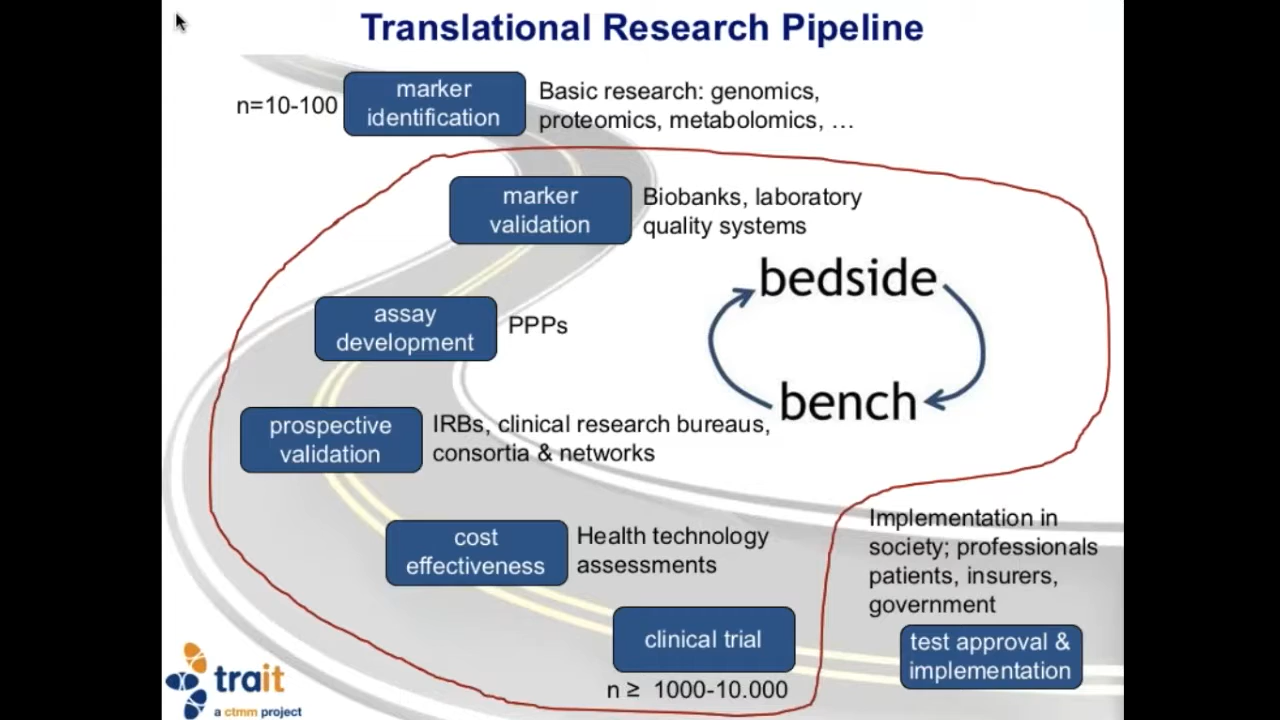 Translational Research Pipeline
n=10-100
marker
identification
Basic research: genomics,
proteomics, metabolomics, …
marker
validation
Biobanks, laboratory
quality systems
bedside
bench
assay
development
PPPs
prospective
validation
IRBs, clinical research bureaus,
consortia & networks
cost
effectiveness
Health technology
assessments
Implementation in
society; professionals
patients, insurers,
government
clinical trial
n ≥ 1000-10.000
test approval &
implementation
trait
a ctmm project